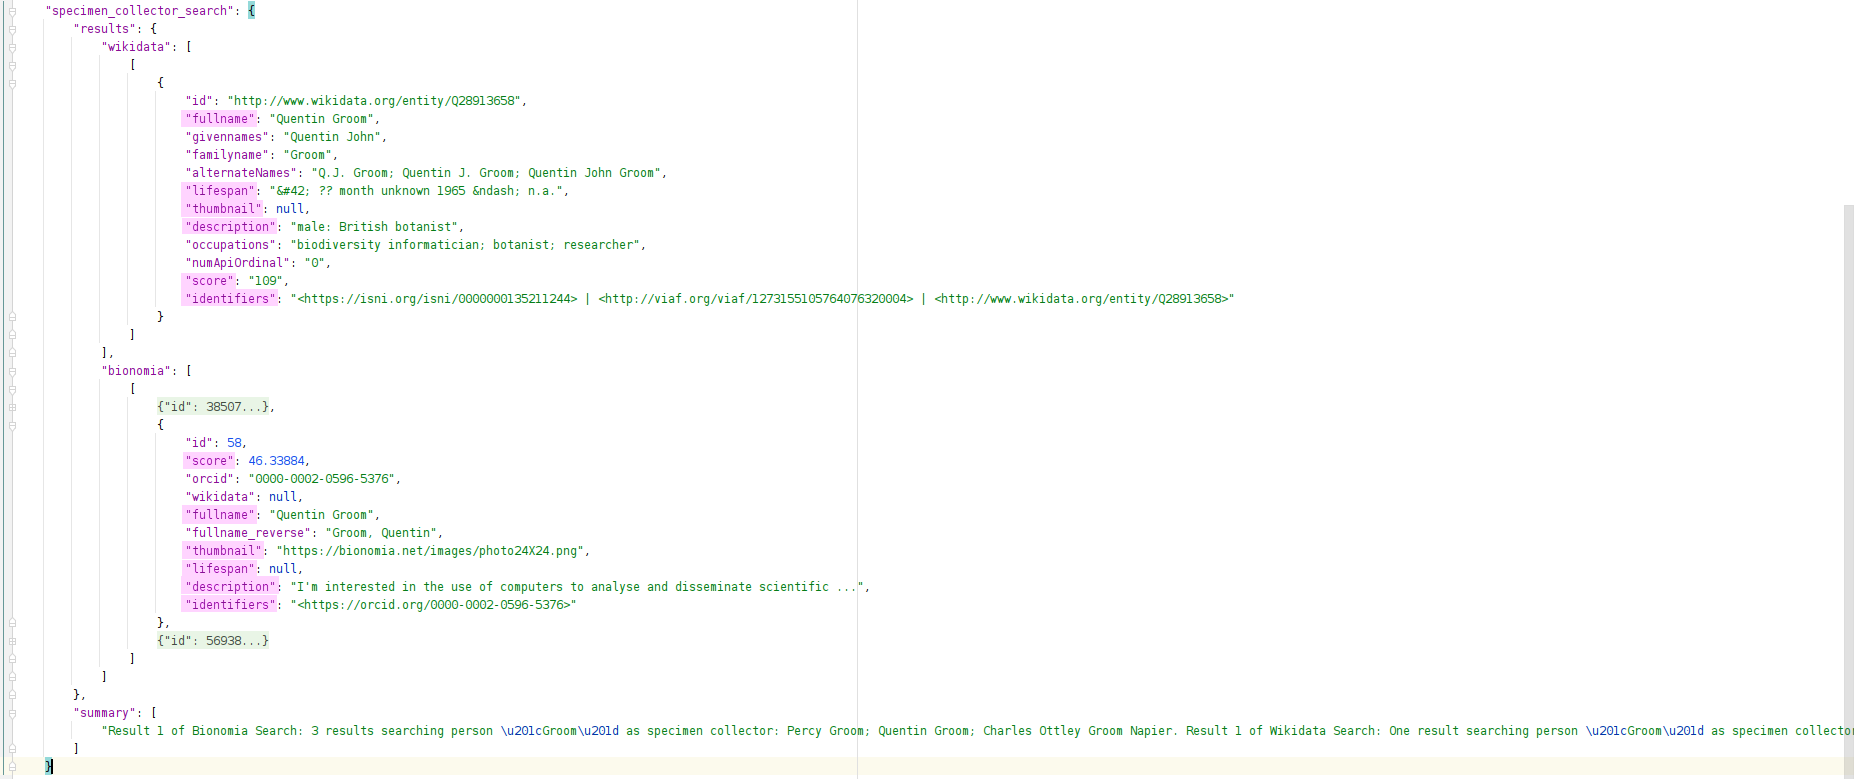 "specimen_collector_search": {
"results": {
"wikidata": [
[
{
"id": "http://www.wikidata.org/entity/Q28913658",
"fullname": "Quentin Groom",
"givennames": "Quentin John",
"familyname": "Groom",
"alternateNames": "Q.J. Groom; Quentin J. Groom; Quentin John Groom",
"lifespan": "&#42; ?? month unknown 1965 &ndash; n.a.",
"thumbnail": null,
"description": "male: British botanist",
"occupations": "biodiversity informatician; botanist; researcher",
"numApiOrdinal": "0",
"score": "109",
"identifiers": "<https://isni.org/isni/0000000135211244> | <http://viaf.org/viaf/1273155105764076320004> | <http://www.wikidata.org/entity/Q28913658>"
}
]
],
"bionomia": [
[
{"id": 38507...},
{
"id": 58,
"score": 46.33884,
"orcid": "0000-0002-0596-5376",
"wikidata": null,
"fullname": "Quentin Groom",
"fullname_reverse": "Groom, Quentin",
"thumbnail": "https://bionomia.net/images/photo24X24.png",
"lifespan": null,
"description": "I'm interested in the use of computers to analyse and disseminate scientific ...",
"identifiers": "<https://orcid.org/0000-0002-0596-5376>"
},
{"id": 56938...}
]
]
},
"summary": [
"Result 1 of Bionomia Search: 3 results searching person \u201cGroom\u201d as specimen collector: Percy Groom; Quentin Groom; Charles Ottley Groom Napier. Result 1 of Wikidata Search: One result searching person \u201cGroom\u201d as specimen collector
]
}